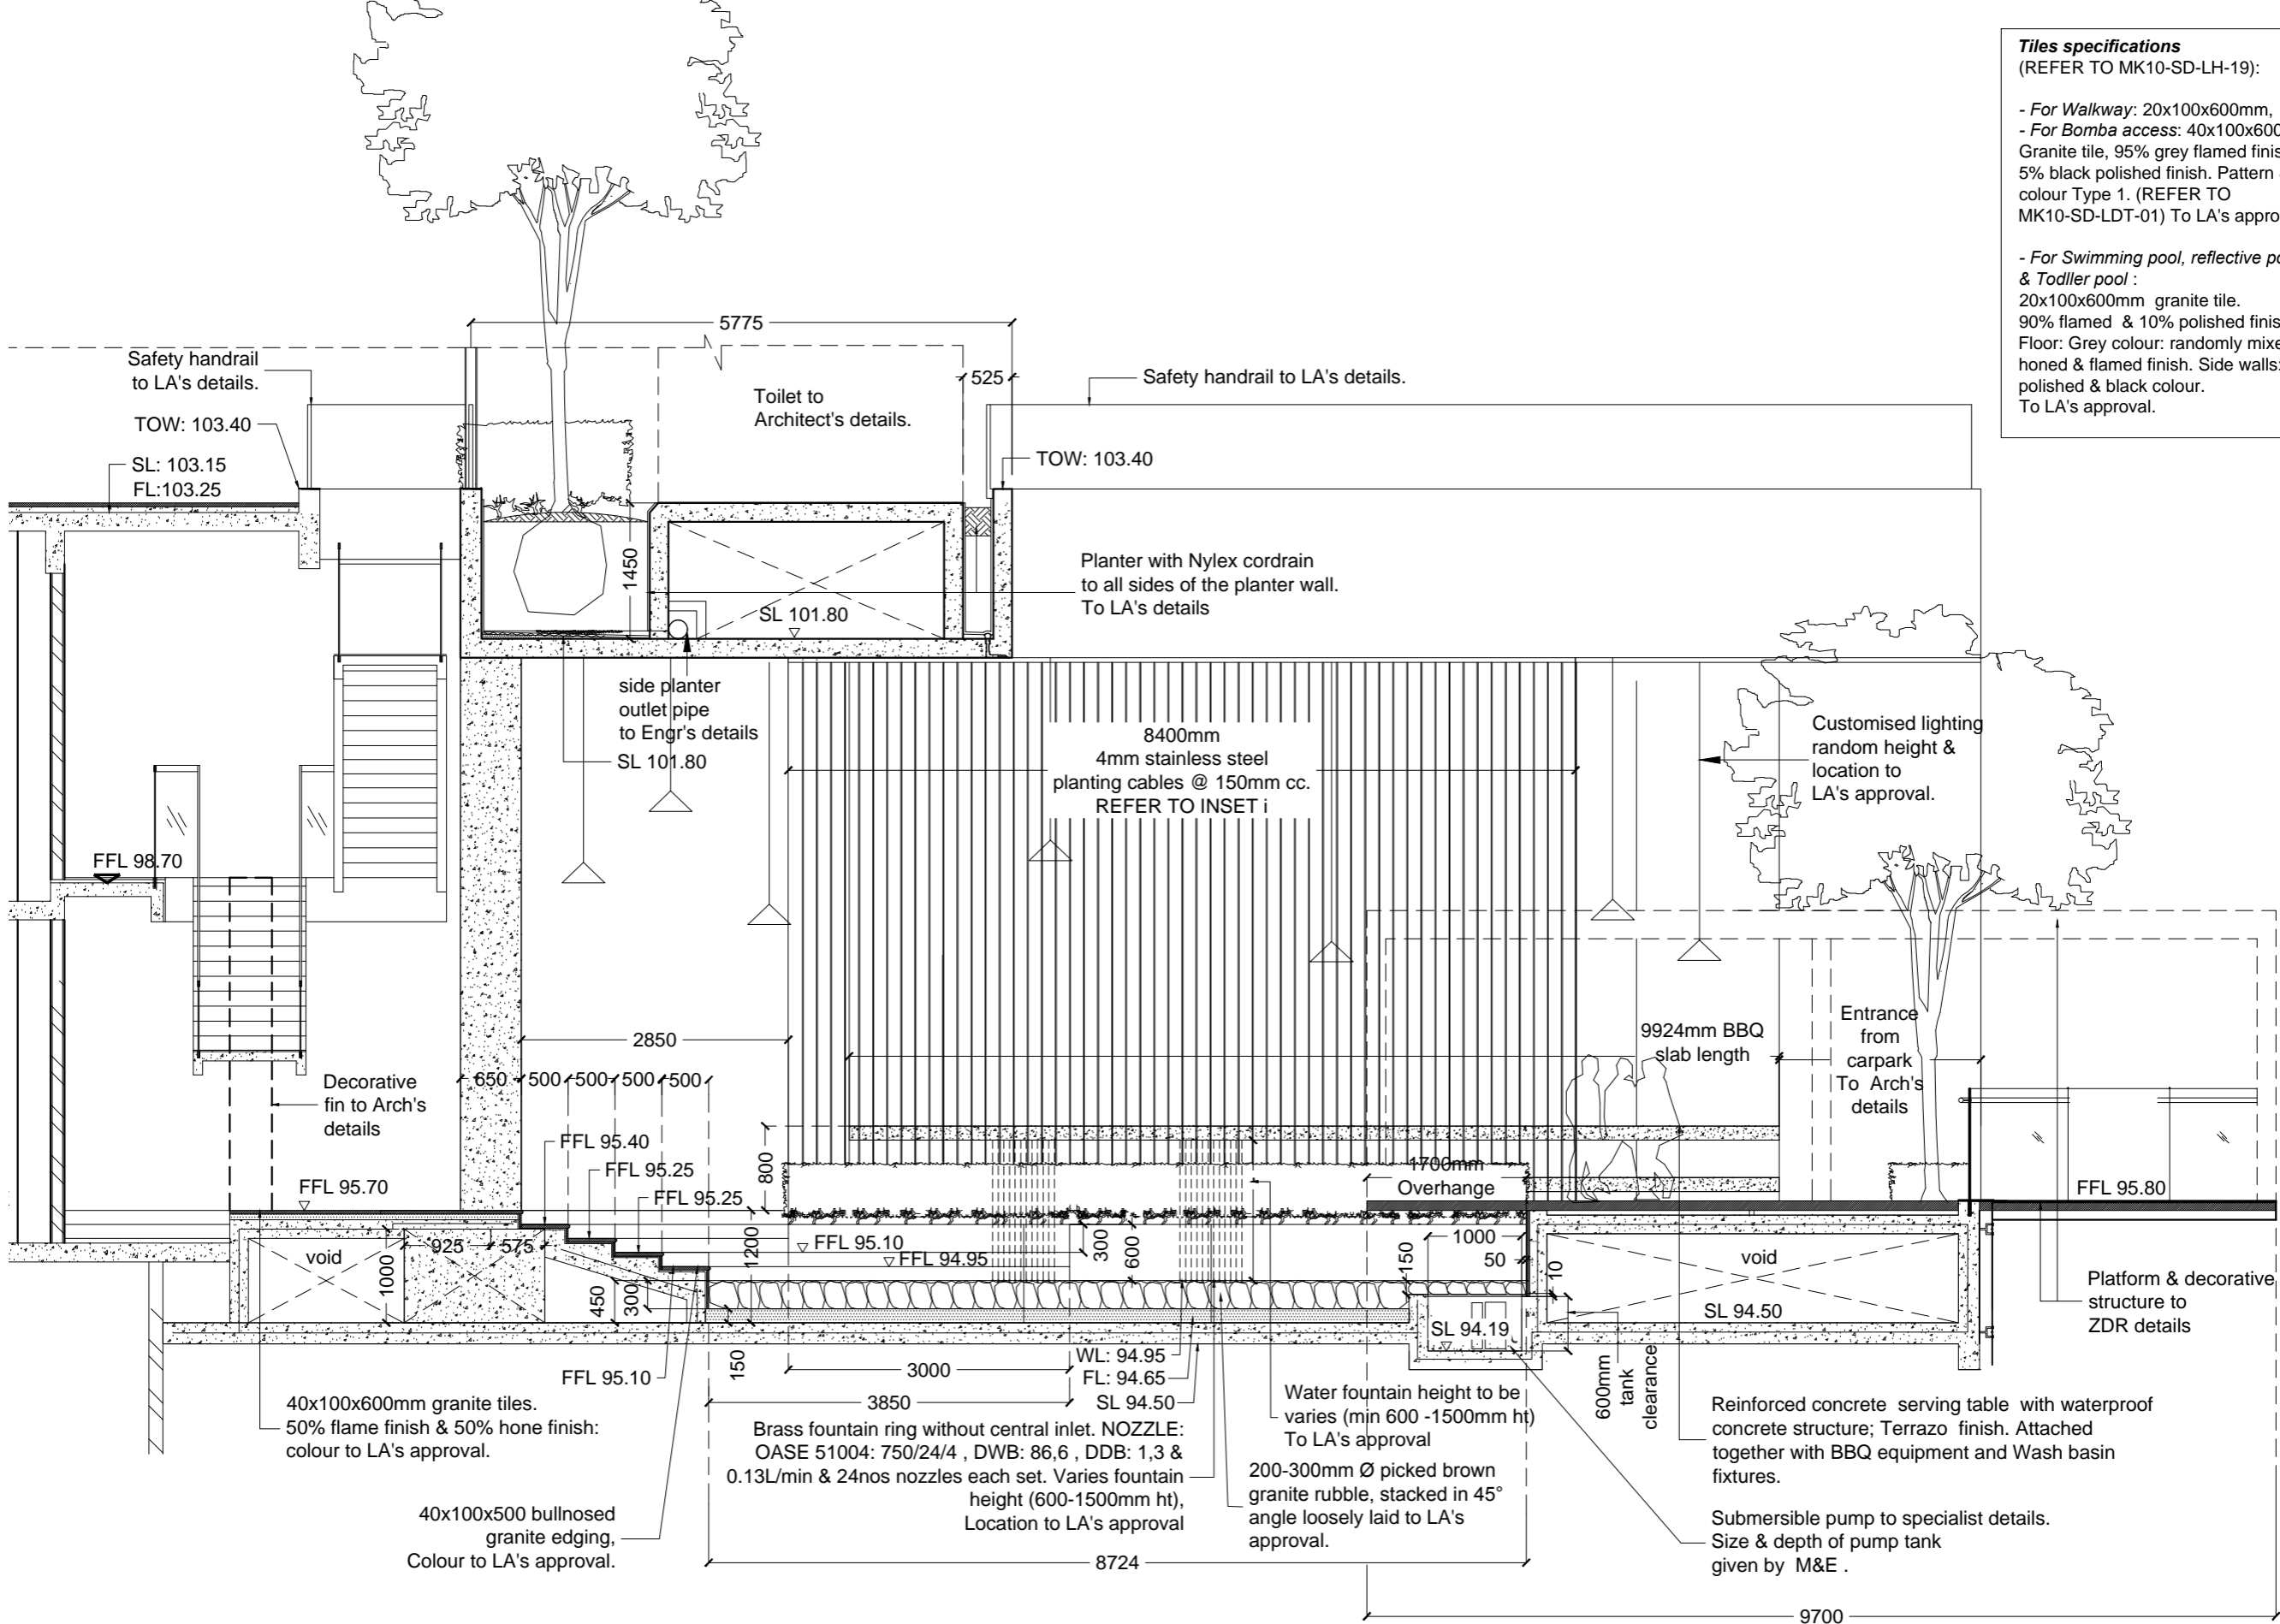 Tiles specifications
(REFER TO MK10-SD-LH-19):
- For Walkway: 20x100x600mm,
- For Bomba access: 40x100x600
Granite tile, 95% grey flamed
5% black polished finish. Pattern
colour Type 1. (REFER TO
MK10-SD-LDT-01) To LA's
- For Swimming pool, reflective
& Todller pool :
20x100x600mm granite tile.
90% flamed & 10% polished
Floor: Grey colour: randomly
honed & flamed finish. Side walls:
polished & black colour.
To LA's approval.
5775
Safety handrail
to LA's details.
525
Safety handrail to LA's details.
Toilet to
Architect's details.
TOW: 103.40
TOW: 103.40
SL: 103.15
FL:103.25
1450
Planter with Nylex cordrain
to all sides of the planter wall.
To LA's details
SL 101.80
side planter
outlet pipe
to Engr's details
SL 101.80
8400mm
4mm stainless steel
planting cables @ 150mm cc.
REFER TO INSET i
Customised lighting
random height &
location to
LA's approval.
FFL 98.70
2850
9924mm BBQ
slab length
Entrance
from
carpark
To Arch's
details
Decorative
fin to Arch's
details
650
500
500
500
500
FFL 95.40
FFL 95.25
FFL 95.25
800
1700mm
Overhange
FFL 95.70
FFL 95.80
void
925
575
1000
1200
FFL 95.10
FFL 94.95
300
600
150
1000
50
10
void
SL 94.50
450
300
SL 94.19
Platform & decorative
structure to
ZDR details
FFL 95.10
150
3000
3850
WL: 94.95
FL: 94.65
SL 94.50
600mm
tank
clearance
40x100x600mm granite tiles.
50% flame finish & 50% hone finish:
colour to LA's approval.
Brass fountain ring without central inlet. NOZZLE:
OASE 51004: 750/24/4 , DWB: 86,6 , DDB: 1,3 &
0.13L/min & 24nos nozzles each set. Varies fountain
height (600-1500mm ht),
Location to LA's approval
Water fountain height to be
varies (min 600 -1500mm ht)
To LA's approval
200-300mm Ø picked brown
granite rubble, stacked in 45°
angle loosely laid to LA's
approval.
Reinforced concrete serving table with waterproof
concrete structure; Terrazo finish. Attached
together with BBQ equipment and Wash basin
fixtures.
40x100x500 bullnosed
granite edging,
Colour to LA's approval.
Submersible pump to specialist details.
Size & depth of pump tank
given by M&E .
8724
9700